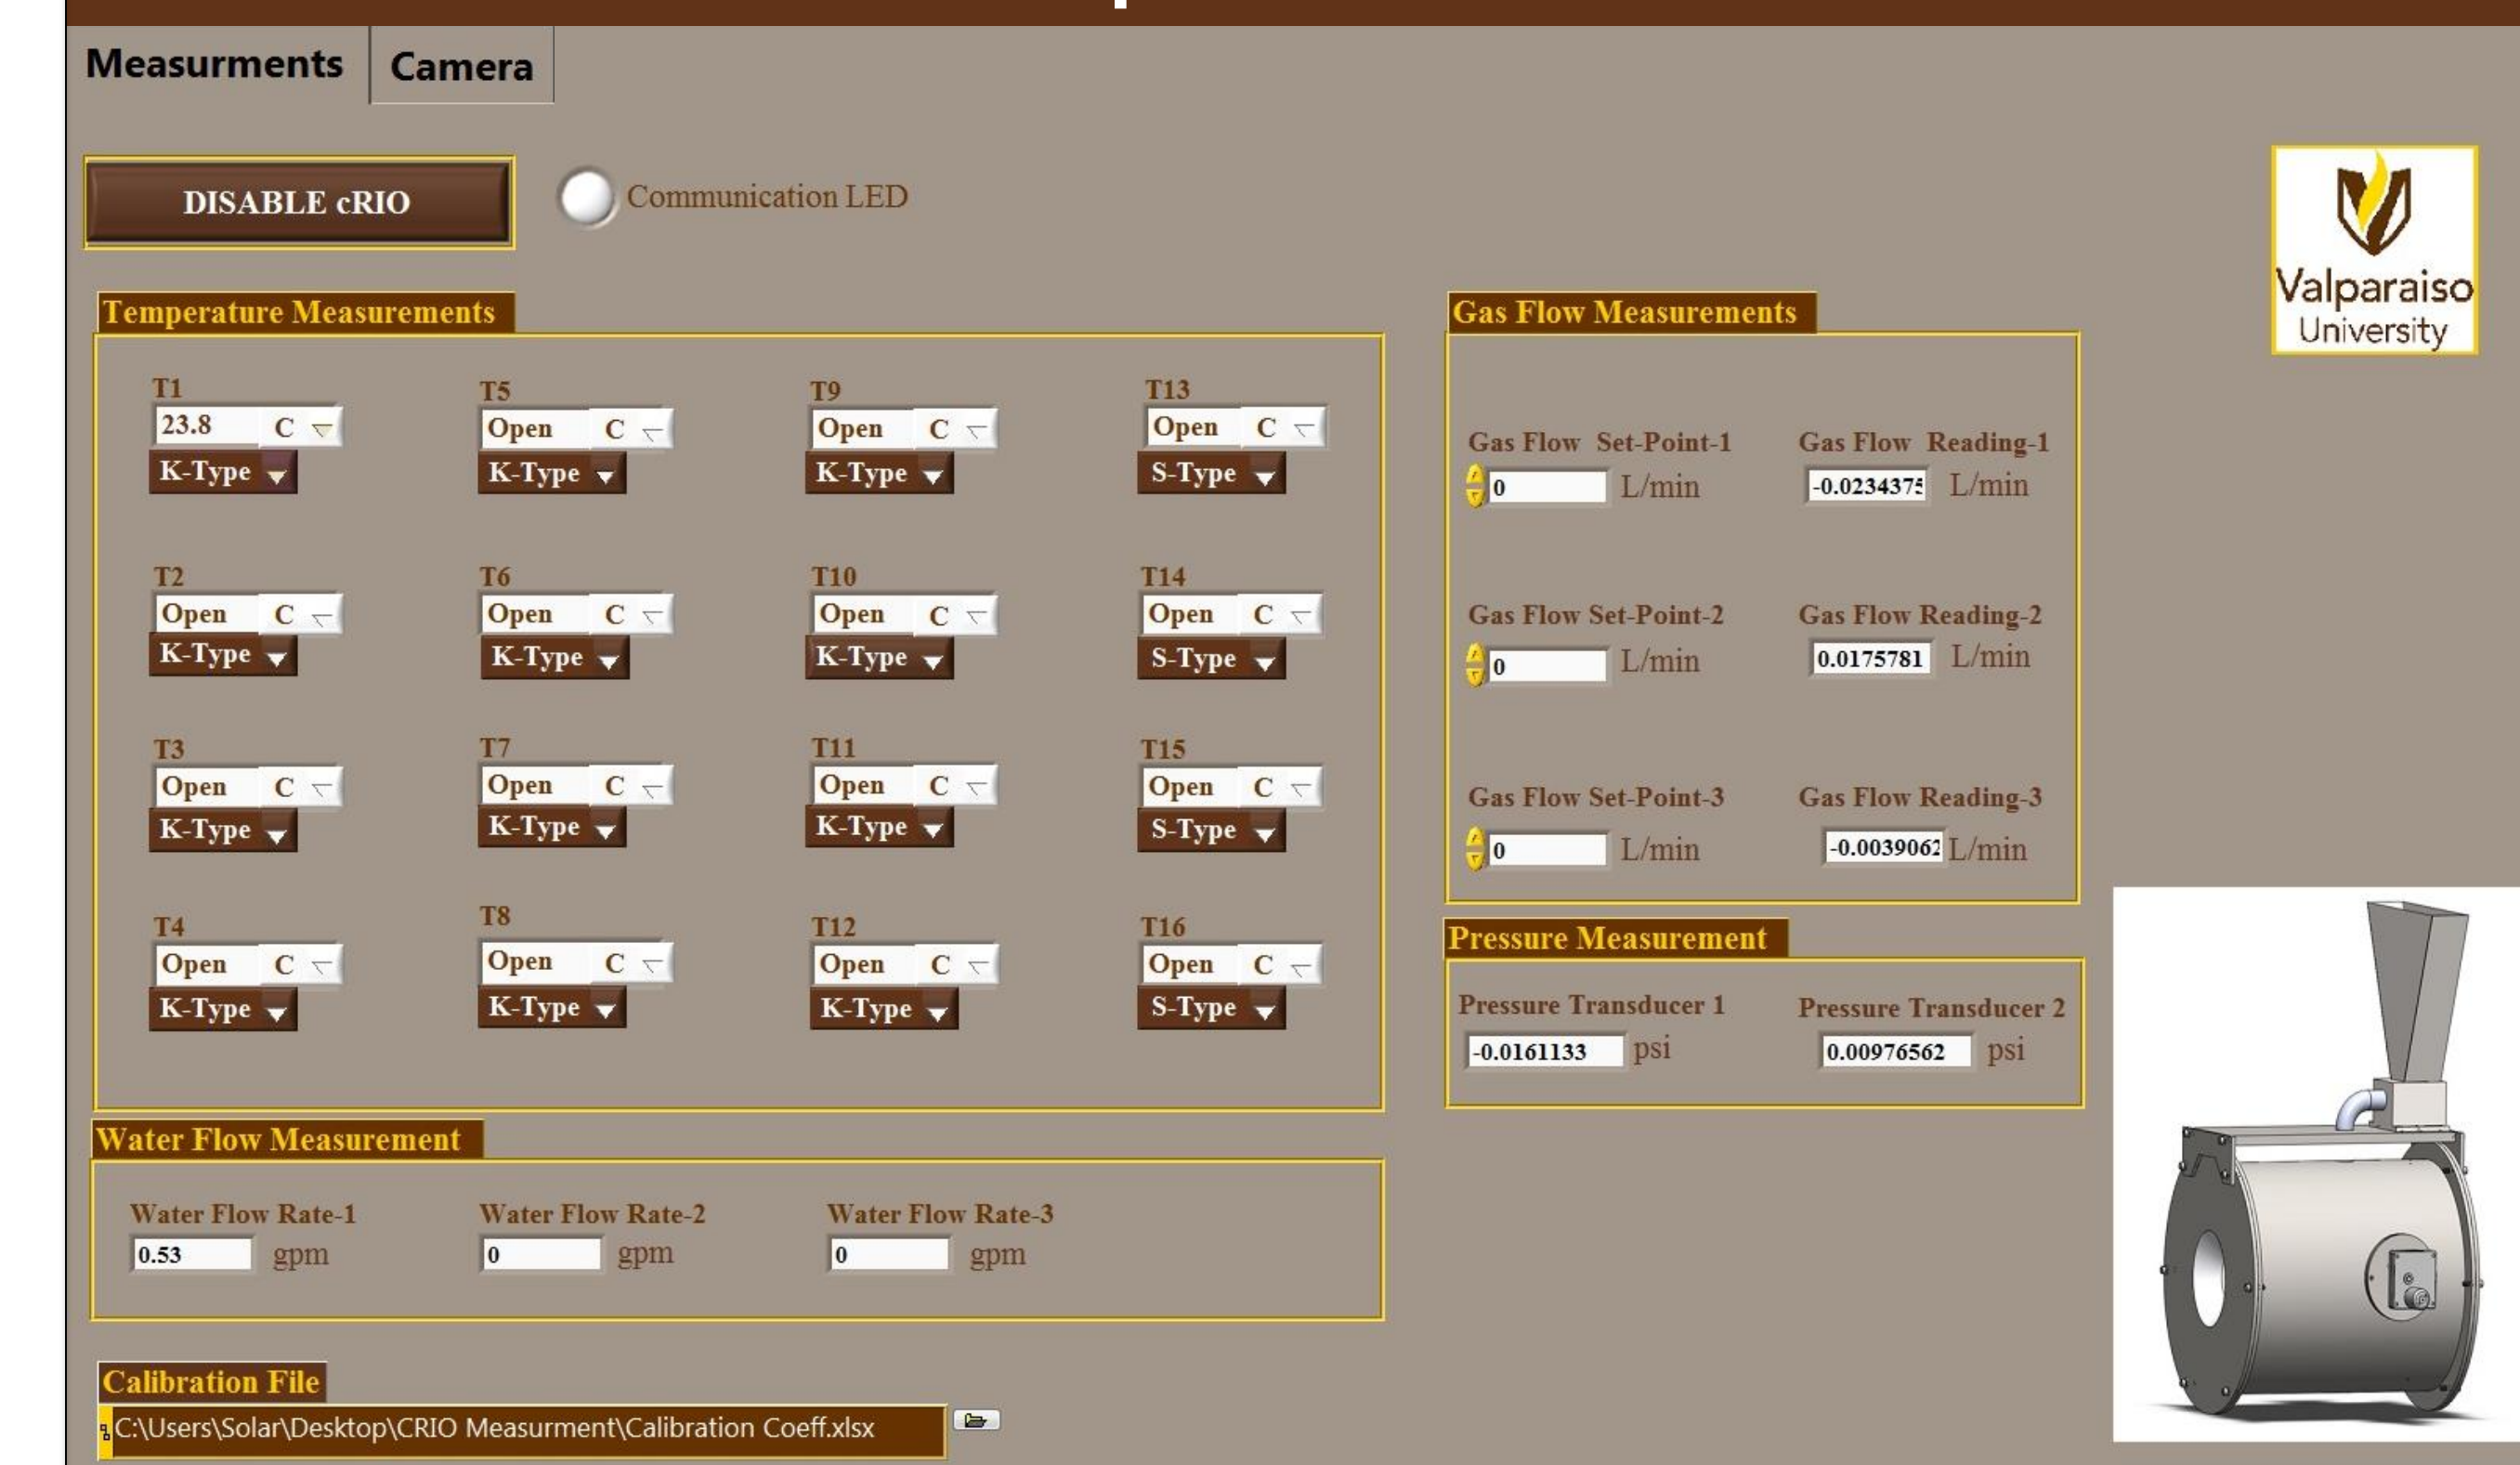 Measurments
Camera
DISABLE cRIO
Communication LED
Valparaiso
University
Temperature Measurements
T1
23.8 C
K-Type
T5
Open C
K-Type
T9
Open C
K-Type
T13
Open C
S-Type
T2
Open C
K-Type
T6
Open C
K-Type
T10
Open C
K-Type
T14
Open C
S-Type
T3
Open C
K-Type
T7
Open C
K-Type
T11
Open C
K-Type
T15
Open C
S-Type
T4
Open C
K-Type
T8
Open C
K-Type
T12
Open C
K-Type
T16
Open C
S-Type
Gas Flow Measurements
Gas Flow Set-Point-1
0 L/min
Gas Flow Reading-1
-0.0234375 L/min
Gas Flow Set-Point-2
0 L/min
Gas Flow Reading-2
0.0175781 L/min
Gas Flow Set-Point-3
0 L/min
Gas Flow Reading-3
-0.0039062 L/min
Pressure Measurement
Pressure Transducer 1
-0.0161133 psi
Pressure Transducer 2
0.00976562 psi
Water Flow Measurement
Water Flow Rate-1
0.53 gpm
Water Flow Rate-2
0 gpm
Water Flow Rate-3
0 gpm
Calibration File
C:\Users\Solar\Desktop\CRIO Measurment\Calibration Coeff.xlsx